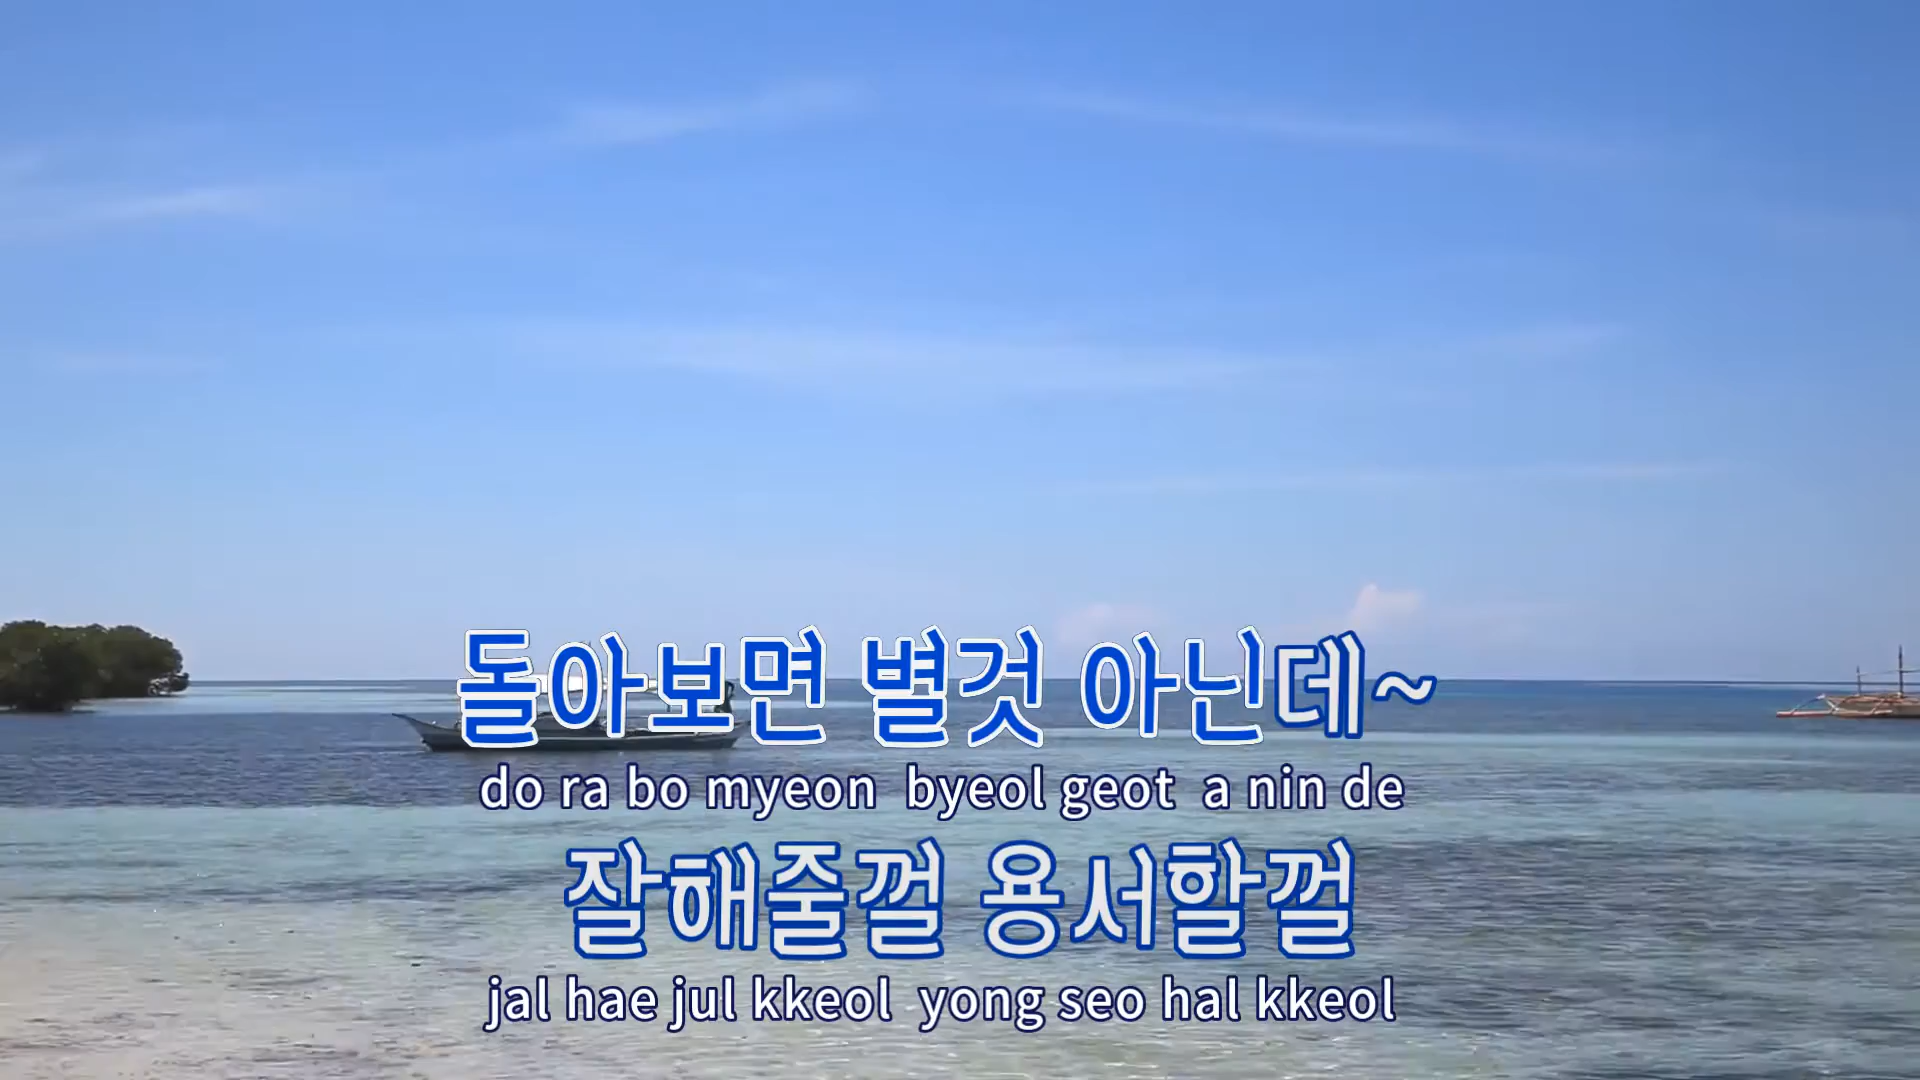 돌아보면 별것 아닌데~
do ra bo myeon  byeol geot  a nin de
잘해줄껄 용서할껄
jal hae jul kkeol  yong seo hal kkeol